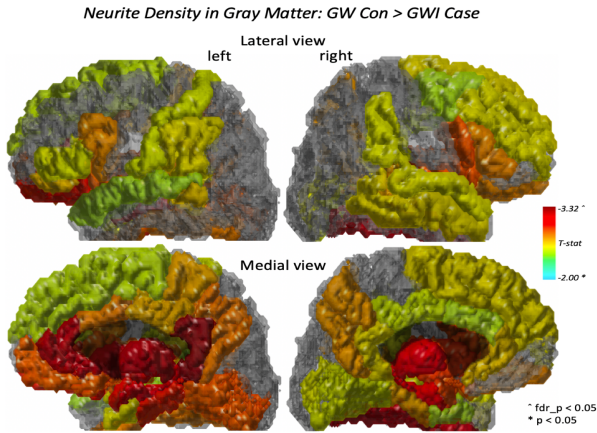 Neurite Density in Gray Matter: GW Con > GWI Case
Lateral view
left
right
-3.32 ˆ
T-stat
-2.00 *
Medial view
ˆ fdr_p < 0.05
* p < 0.05